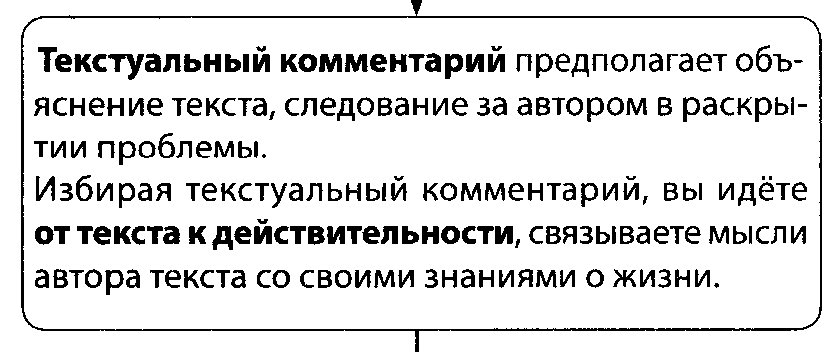 Текстуальный комментарий предполагает объ-
яснение текста, следование за автором в раскры-
тии проблемы.
Избирая текстуальный комментарий, вы идёте
от текста к действительности, связываете мысли
автора текста со своими знаниями о жизни.